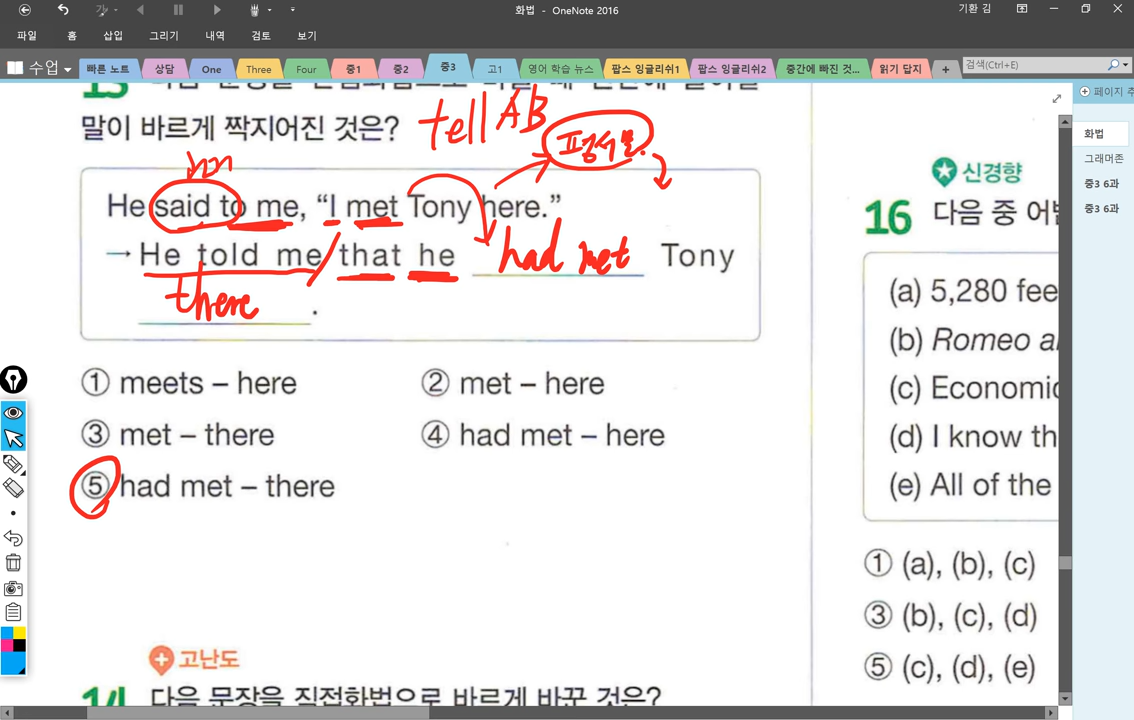 화법 - OneNote 2016
기환 김
파일 홈 삽입 그리기 내역 검토 보기
수업 빠른 노트 상담 One Three Four 중1 중2 중3 고1 영어 학습 뉴스 팝스 잉글리쉬1 팝스 잉글리쉬2 중간에 빠진 것... 읽기 답지 + 검색(Ctrl+E)
페이지 추
화법
그래머존
중3 6과
중3 6과
말이 바르게 짝지어진 것은?
tell AB
He said to me, “I met Tony here.”
→ He told me that he had met Tony
there.
① meets – here
② met – here
③ met – there
④ had met – here
⑤ had met – there
고난도
14 다음 문장을 직접화법으로 바르게 바꾼 것은?
신경향
16 다음 중 어법
(a) 5,280 fee
(b) Romeo a
(c) Economic
(d) I know th
(e) All of the
① (a), (b), (c)
③ (b), (c), (d)
⑤ (c), (d), (e)